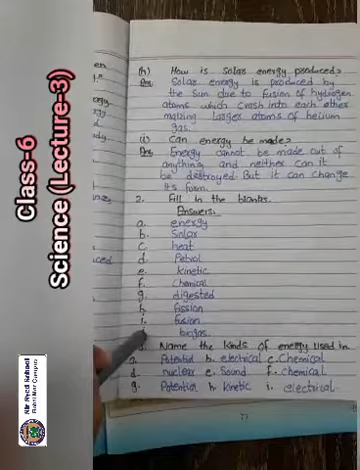 Class-6
Science (Lecture-3)
(h) How is solar energy produced?
Ans Solar energy is produced by
the sun due to fusion of hydrogen
atoms which crash into each other
making larger atoms of helium
gas.
(ii) Can energy be made?
Ans Energy cannot be made out of
anything and neither can it
be destroyed. But it can change
its form.
2. Fill in the blanks.
Answers:
a. energy
b. Solar
c. heat
d. Petrol
e. kinetic
f. Chemical
g. digested
h. fission
i. fusion
biogas
Name the kinds of energy used in
a. Potential b. electrical c. Chemical
d. nuclear e. Sound f. chemical
g. Potential h. kinetic i. electrical